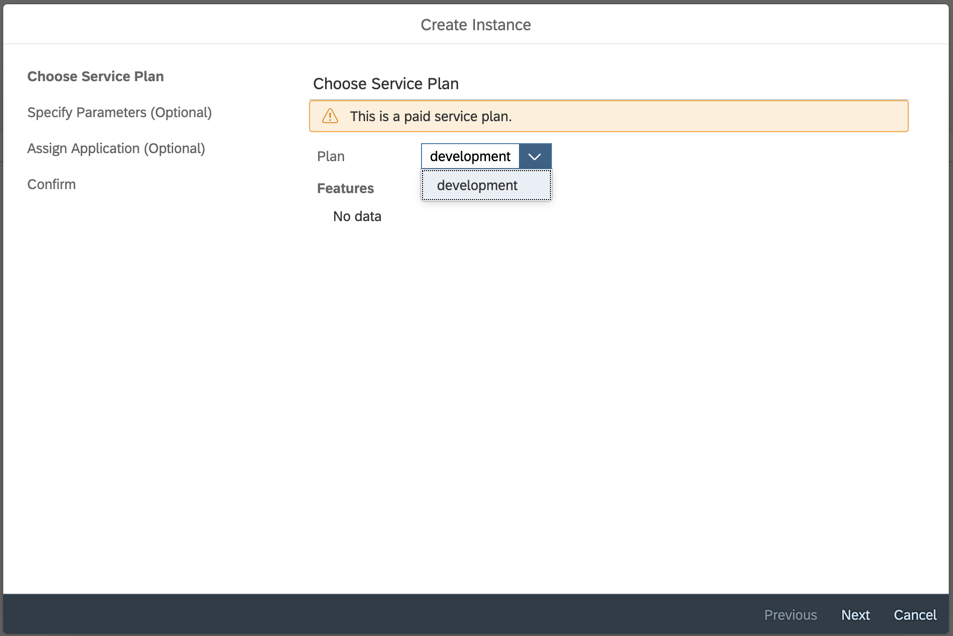 Create Instance
Choose Service Plan
Specify Parameters (Optional)
Assign Application (Optional)
Confirm
Choose Service Plan
This is a paid service plan.
Plan
development
development
Features
No data
Previous
Next
Cancel